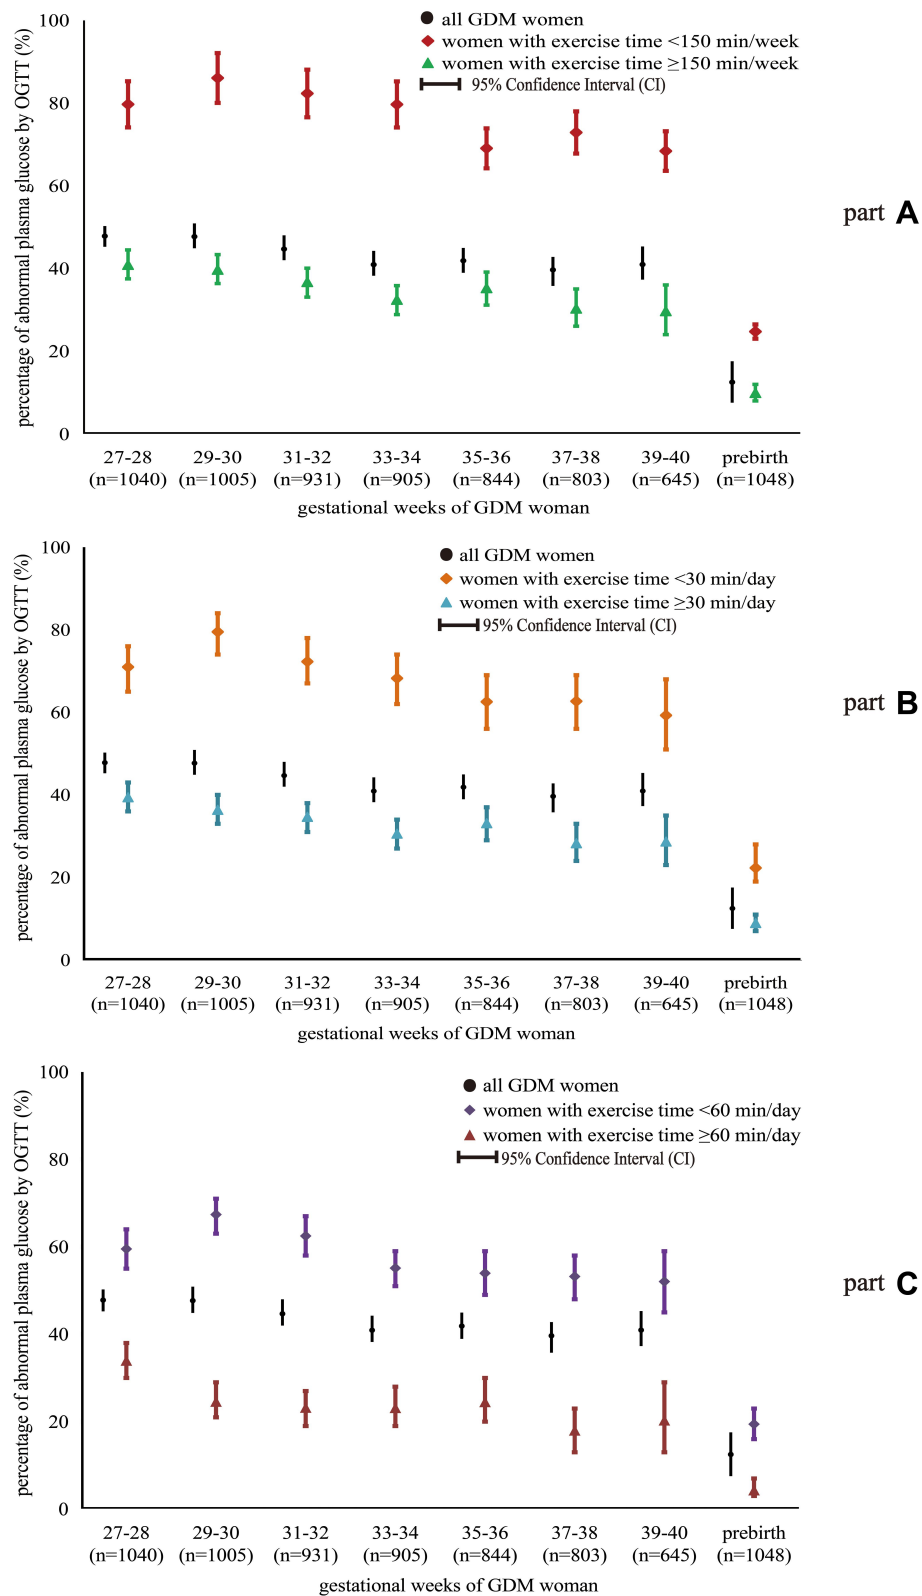 percentage of abnormal plasma glucose by OGTT (%)
100
80
60
40
20
0
all GDM women
women with exercise time <150 min/week
women with exercise time ≥150 min/week
95% Confidence Interval (CI)
part A
27-28 29-30 31-32 33-34 35-36 37-38 39-40 prebirth
(n=1040) (n=1005) (n=931) (n=905) (n=844) (n=803) (n=645) (n=1048)
gestational weeks of GDM woman
percentage of abnormal plasma glucose by OGTT (%)
100
80
60
40
20
0
all GDM women
women with exercise time <30 min/day
women with exercise time ≥30 min/day
95% Confidence Interval (CI)
part B
27-28 29-30 31-32 33-34 35-36 37-38 39-40 prebirth
(n=1040) (n=1005) (n=931) (n=905) (n=844) (n=803) (n=645) (n=1048)
gestational weeks of GDM woman
percentage of abnormal plasma glucose by OGTT (%)
100
80
60
40
20
0
all GDM women
women with exercise time <60 min/day
women with exercise time ≥60 min/day
95% Confidence Interval (CI)
part C
27-28 29-30 31-32 33-34 35-36 37-38 39-40 prebirth
(n=1040) (n=1005) (n=931) (n=905) (n=844) (n=803) (n=645) (n=1048)
gestational weeks of GDM woman